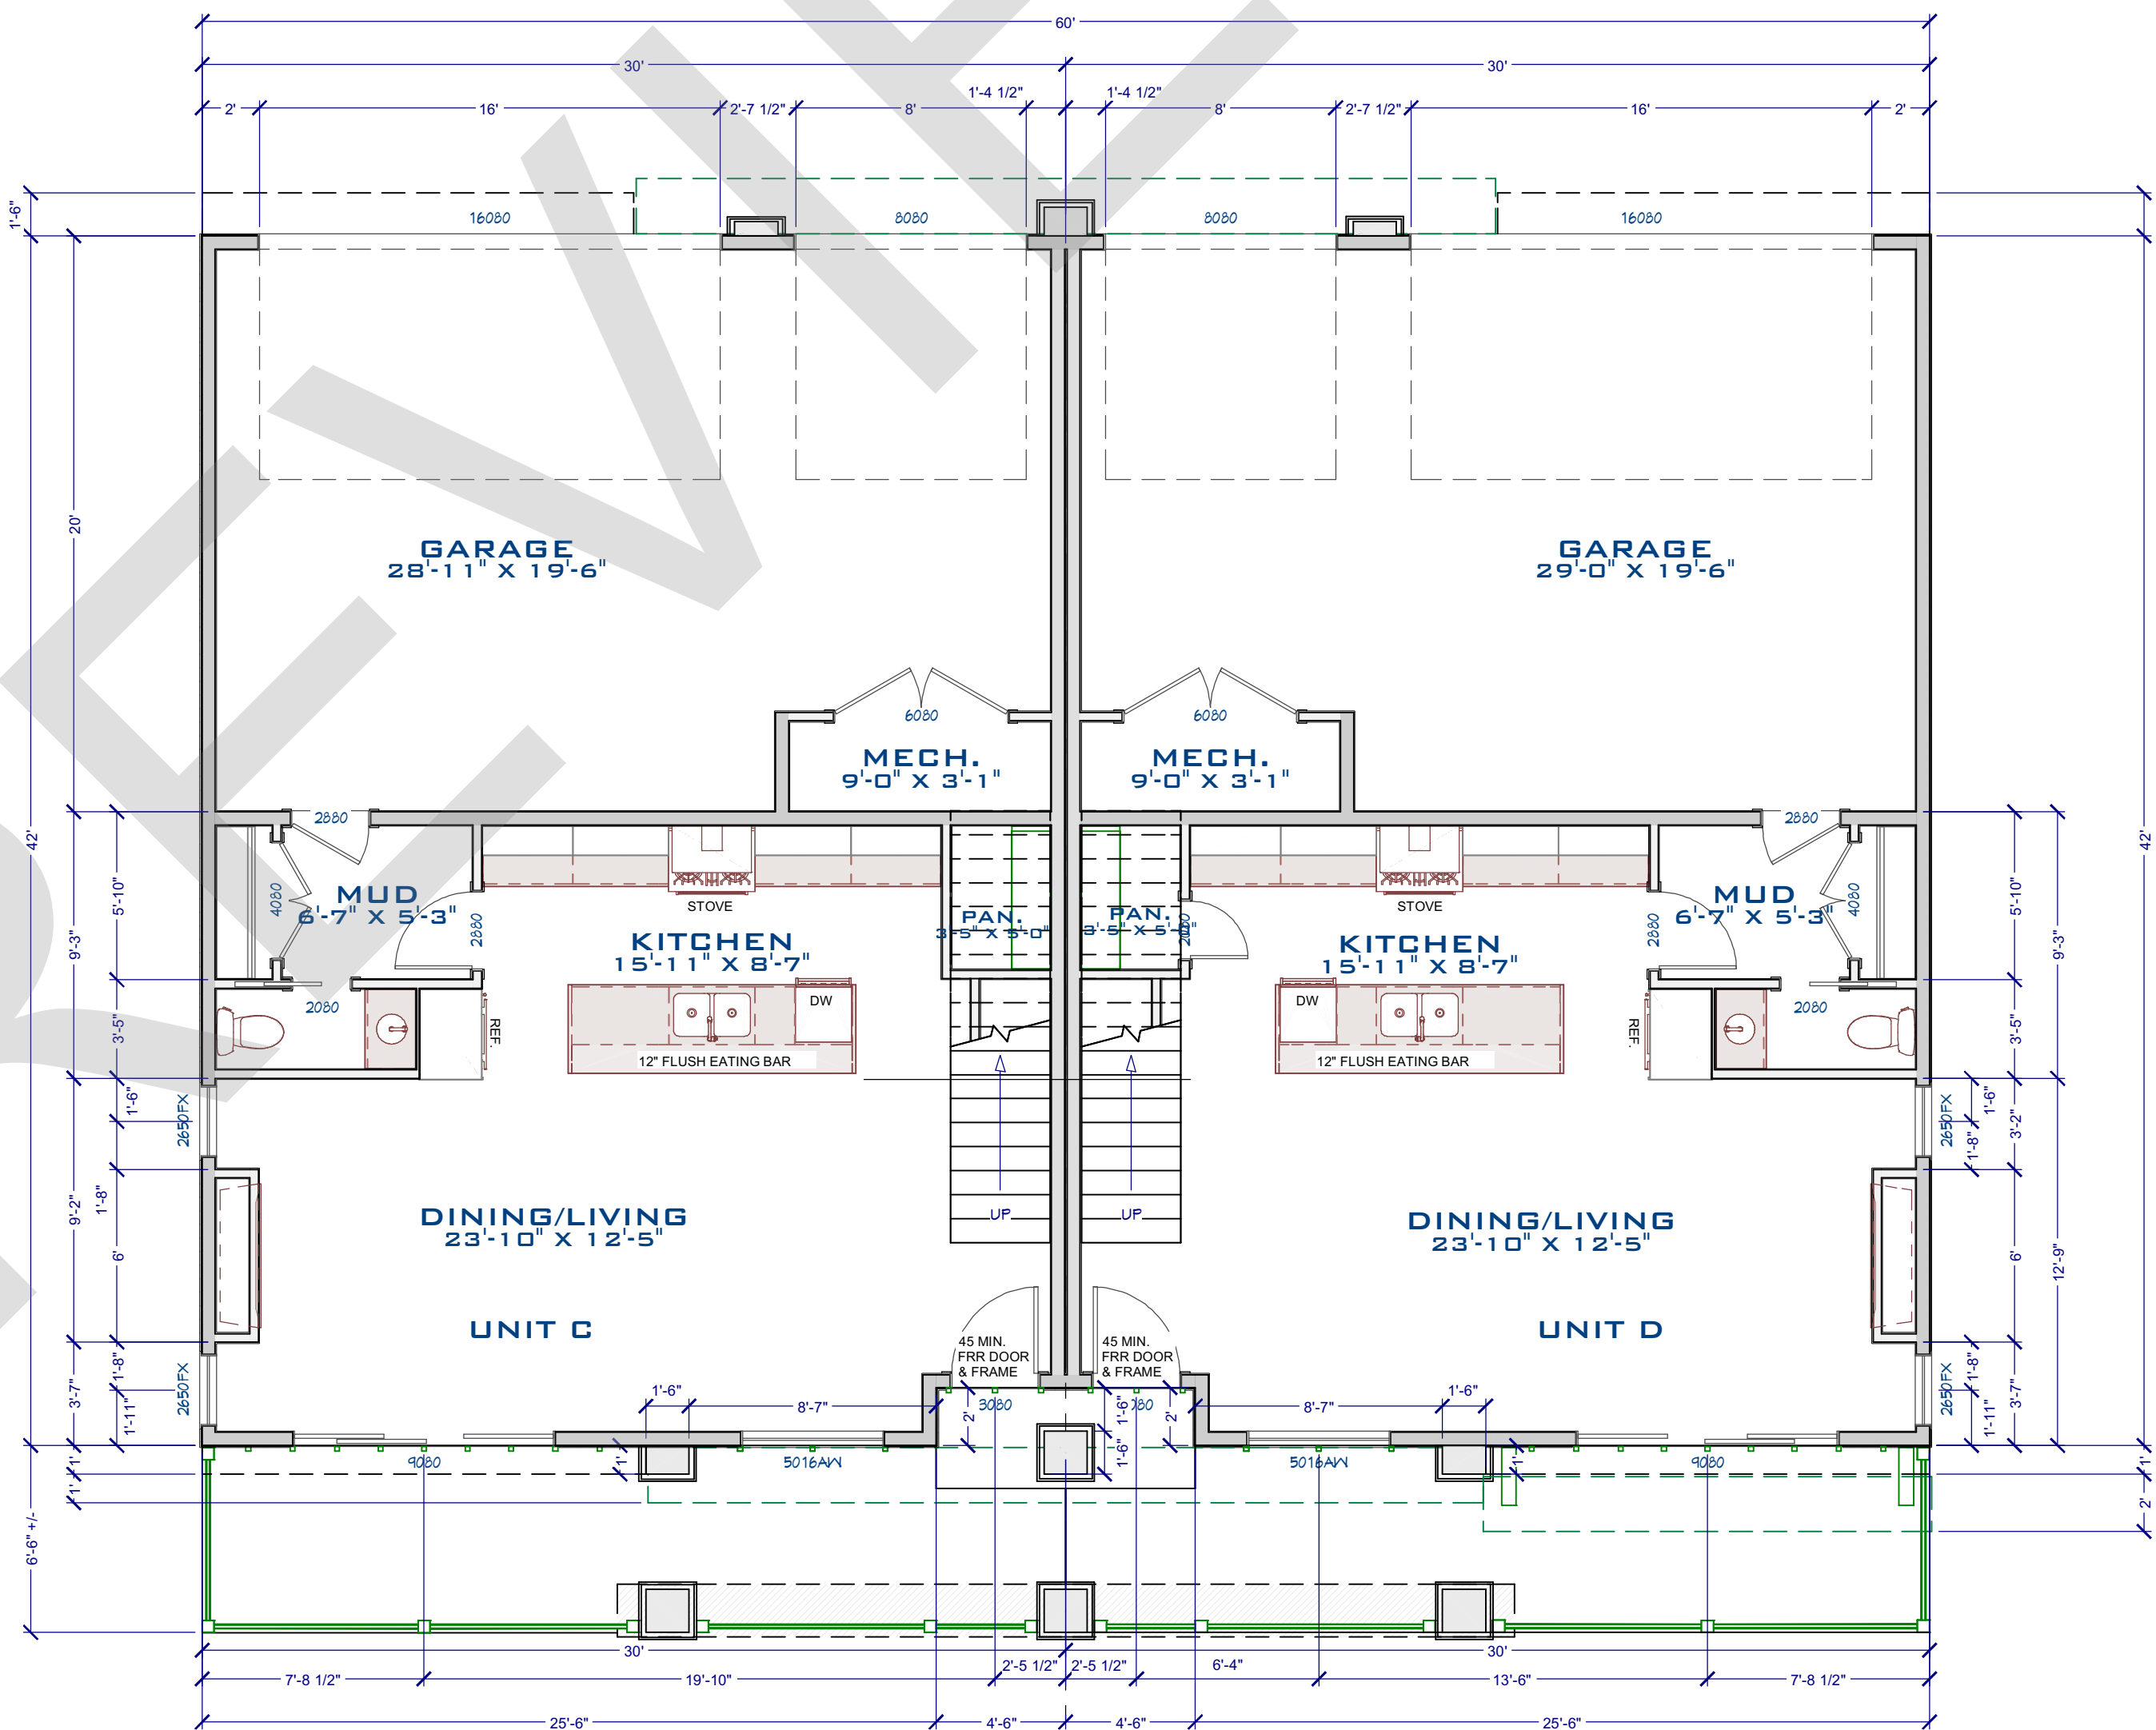 60'
30'
30'
2'
16'
2'-7 1/2"
8'
1'-4 1/2"
1'-4 1/2"
8'
2'-7 1/2"
16'
2'
1'-6"
16080
8080
8080
16080
20'
42'
42'
GARAGE
28'-11" X 19'-6"
GARAGE
29'-0" X 19'-6"
6080
6080
MECH.
9'-0" X 3'-1"
MECH.
9'-0" X 3'-1"
2880
2880
5'-10"
9'-3"
4080
MUD
6'-7" X 5'-3"
2880
STOVE
KITCHEN
15'-11" X 8'-7"
PAN.
3'-5" X 5'-0"
PAN.
STOVE
KITCHEN
15'-11" X 8'-7"
2880
MUD
6'-7" X 5'-3"
4080
5'-10"
9'-3"
3'-5"
2080
REF.
DW
12" FLUSH EATING BAR
DW
12" FLUSH EATING BAR
REF.
2080
3'-5"
1'-6"
2650FX
2650FX
1'-6"
1'-8"
3'-2"
9'-2"
1'-8"
6'
UP
UP
DINING/LIVING
23'-10" X 12'-5"
DINING/LIVING
23'-10" X 12'-5"
6'
12'-9"
UNIT C
UNIT D
45 MIN.
FRR DOOR
& FRAME
45 MIN.
FRR DOOR
& FRAME
3'-7"
1'-8"
1'-11"
2650FX
1'-6"
8'-7"
2'
3080
1'-6"
1'-6"
2'
8'-7"
1'-6"
2650FX
1'-8"
1'-11"
3'-7"
1'
1'
9080
1'
5016AW
5016AW
1'
9080
1'
2'
6'-6" +/-
30'
30'
7'-8 1/2"
19'-10"
2'-5 1/2"
2'-5 1/2"
6'-4"
13'-6"
7'-8 1/2"
25'-6"
4'-6"
4'-6"
25'-6"